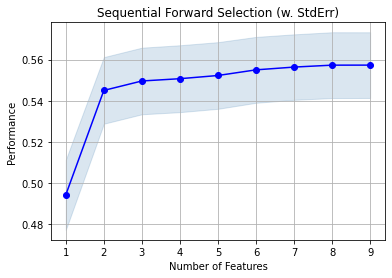 Sequential Forward Selection (w. StdErr)
Performance
0.56
0.54
0.52
0.50
0.48
1 2 3 4 5 6 7 8 9
Number of Features